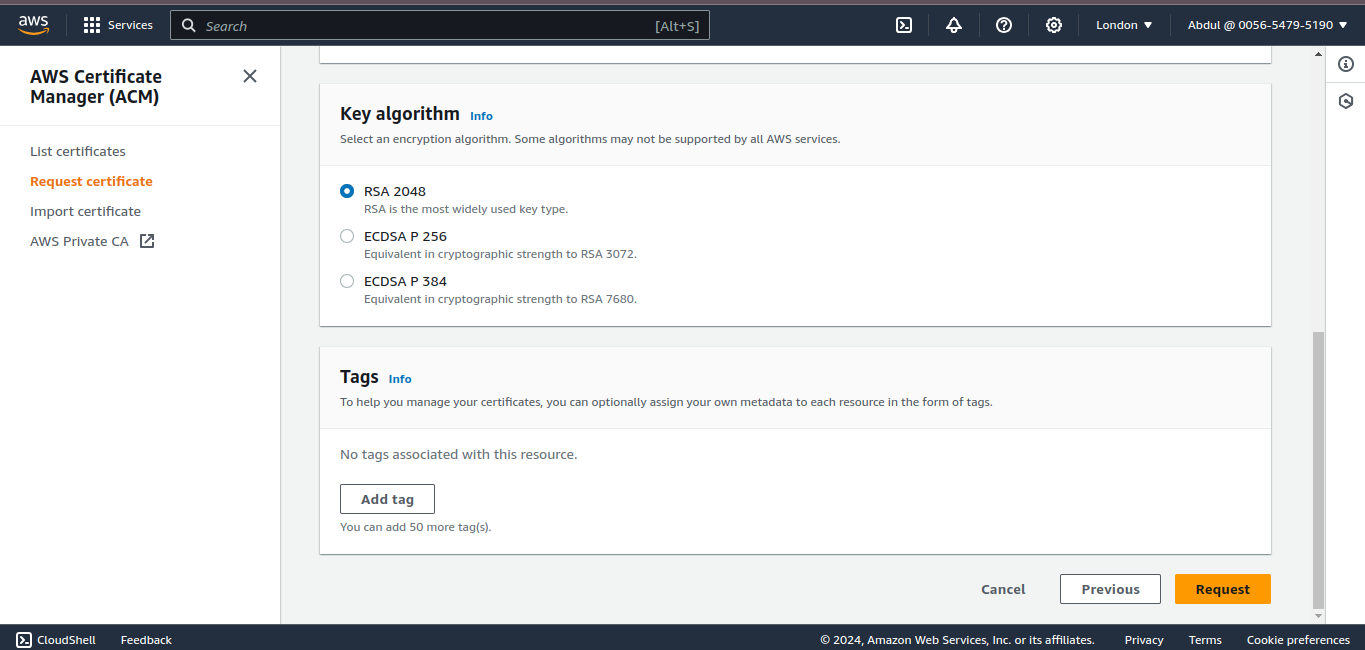 aws
Services
Search
[Alt+S]
London
Abdul @ 0056-5479-5190
AWS Certificate
Manager (ACM)
List certificates
Request certificate
Import certificate
AWS Private CA
Key algorithm Info
Select an encryption algorithm. Some algorithms may not be supported by all AWS services.
RSA 2048
RSA is the most widely used key type.
ECDSA P 256
Equivalent in cryptographic strength to RSA 3072.
ECDSA P 384
Equivalent in cryptographic strength to RSA 7680.
Tags Info
To help you manage your certificates, you can optionally assign your own metadata to each resource in the form of tags.
No tags associated with this resource.
Add tag
You can add 50 more tag(s).
Cancel
Previous
Request
CloudShell
Feedback
© 2024, Amazon Web Services, Inc. or its affiliates.
Privacy
Terms
Cookie preferences